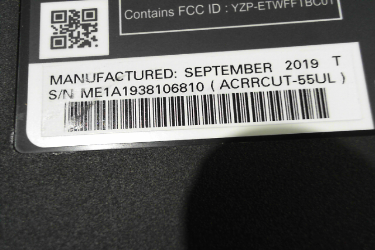 Contains FCC ID : YZP-ETWFFTBC01
MANUFACTURED: SEPTEMBER 2019 T
S/N ME1A1938106810 ( ACRRCUT-55UL )